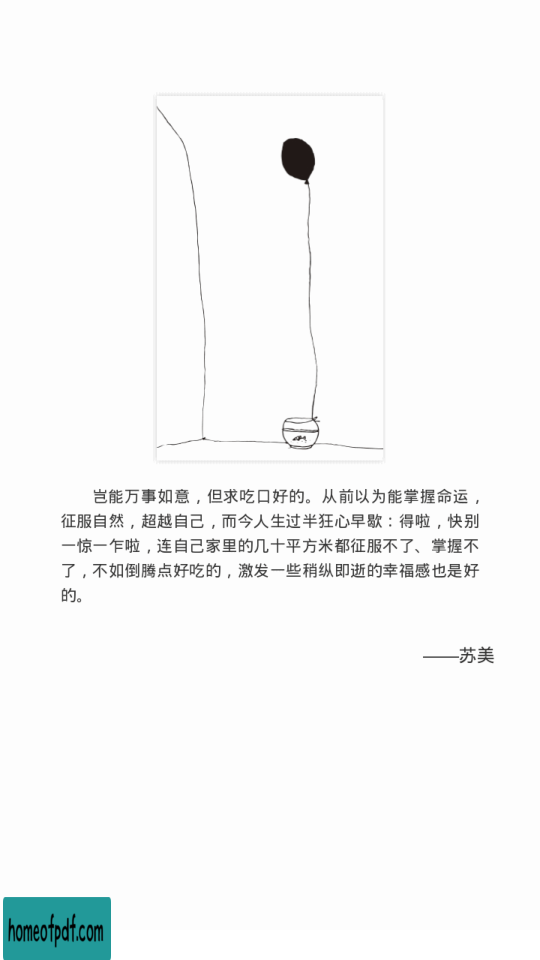 岂能万事如意，但求吃口好的。从前以为能掌握命运，
征服自然，超越自己，而今人生过半狂心早歇：得啦，快别
一惊一乍啦，连自己家里的几十平方米都征服不了、掌握不
了，不如倒腾点好吃的，激发一些稍纵即逝的幸福感也是好
的。
——苏美
homeofpdf.com